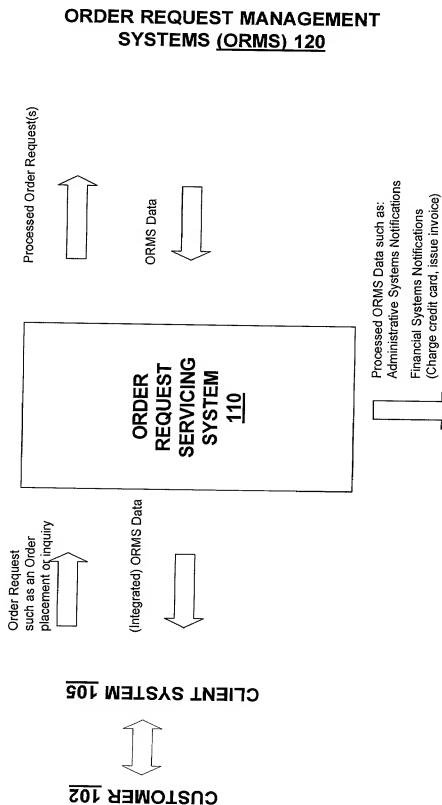 ORDER REQUEST MANAGEMENT
SYSTEMS (ORMS) 120
Processed Order Request(s)
ORMS Data
ORDER
REQUEST
SERVICING
SYSTEM
110
Processed ORMS Data such as:
Administrative Systems Notifications
Financial Systems Notifications
(Charge credit card, issue invoice)
Order Request
such as an Order
placement or inquiry
(Integrated) ORMS Data
CLIENT SYSTEM 105
CUSTOMER 102